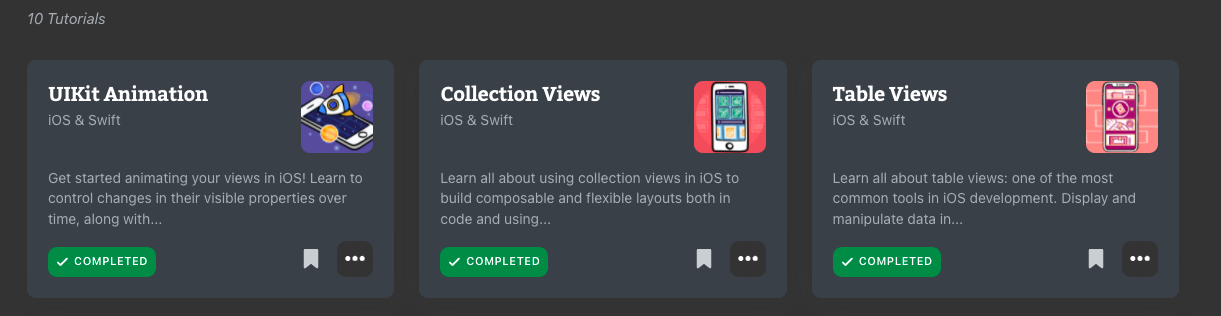 10 Tutorials
UIKit Animation
iOS & Swift
Get started animating your views in iOS! Learn to
control changes in their visible properties over
time, along with...
COMPLETED
Collection Views
iOS & Swift
Learn all about using collection views in iOS to
build composable and flexible layouts both in
code and using...
COMPLETED
Table Views
iOS & Swift
Learn all about table views: one of the most
common tools in iOS development. Display and
manipulate data in...
COMPLETED